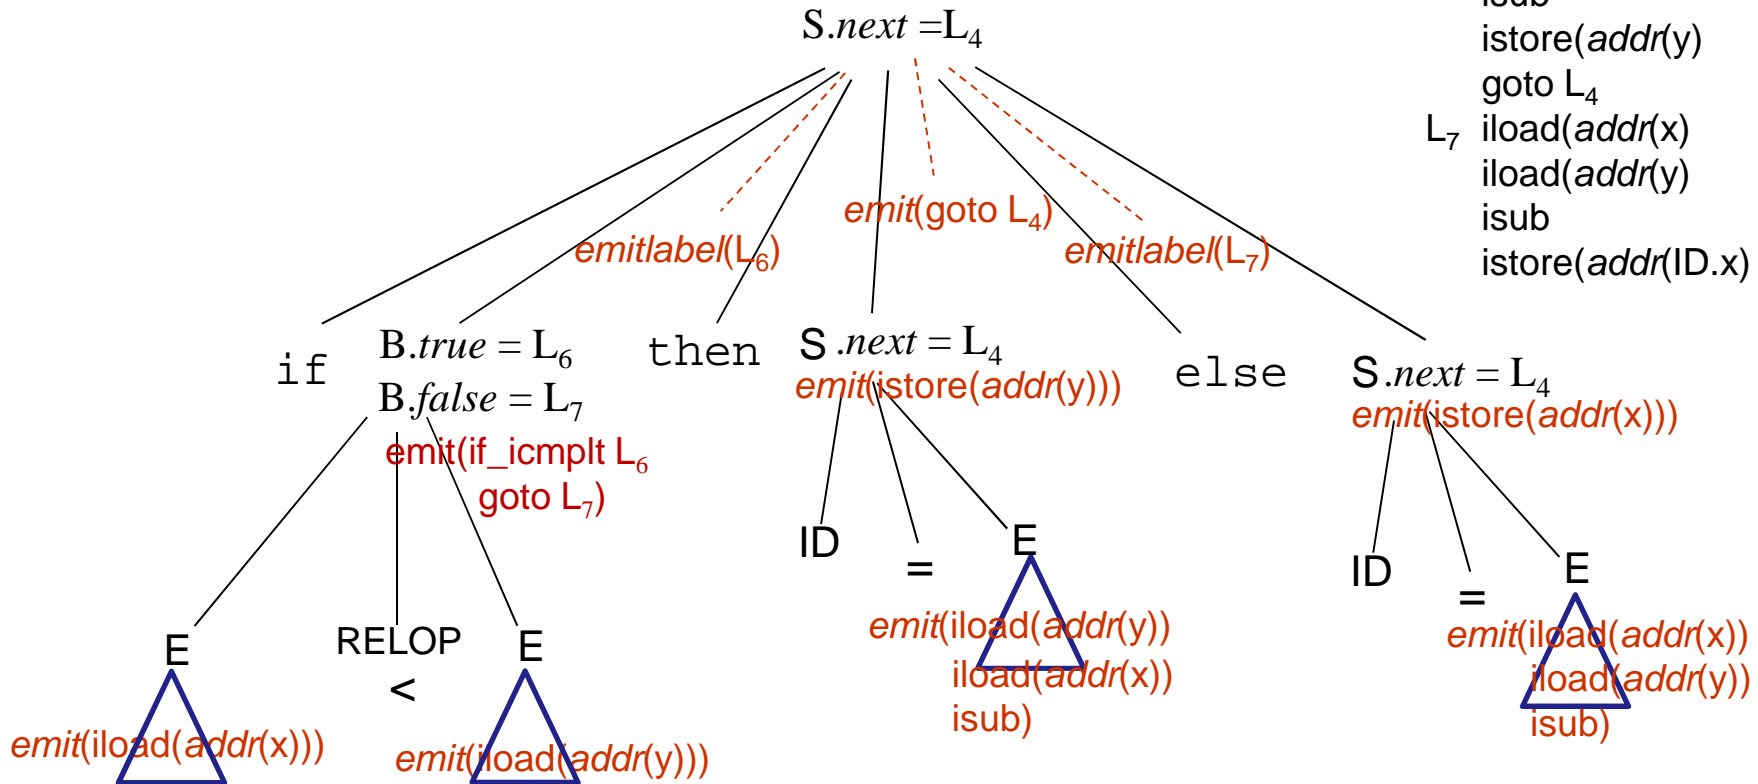 S.next =L4
isub
istore(addr(y)
goto L4
L7 iload(addr(x)
iload(addr(y)
isub
istore(addr(ID.x)
emitlabel(L6)
emit(goto L4)
emitlabel(L7)
if
B.true = L6
B.false = L7
emit(if_icmplt L6
goto L7)
then
S.next = L4
emit(istore(addr(y)))
else
S.next = L4
emit(istore(addr(x)))
E
RELOP
<
E
ID
=
E
ID
=
E
emit(iload(addr(x)))
emit(iload(addr(y)))
emit(iload(addr(y))
iload(addr(x))
isub)
emit(iload(addr(x))
iload(addr(y))
isub)